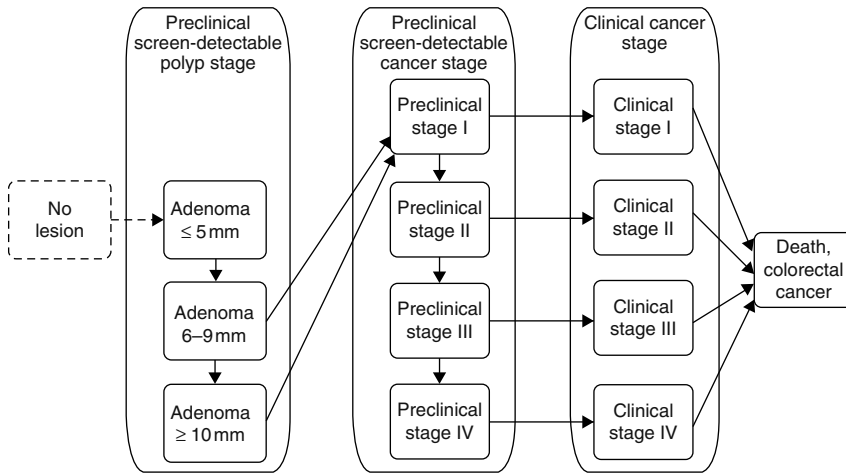 Preclinical
screen-detectable
polyp stage
Preclinical
screen-detectable
cancer stage
Clinical cancer
stage
No
lesion
Adenoma
≤ 5 mm
Adenoma
6–9 mm
Adenoma
≥ 10 mm
Preclinical
stage I
Preclinical
stage II
Preclinical
stage III
Preclinical
stage IV
Clinical
stage I
Clinical
stage II
Clinical
stage III
Clinical
stage IV
Death,
colorectal
cancer